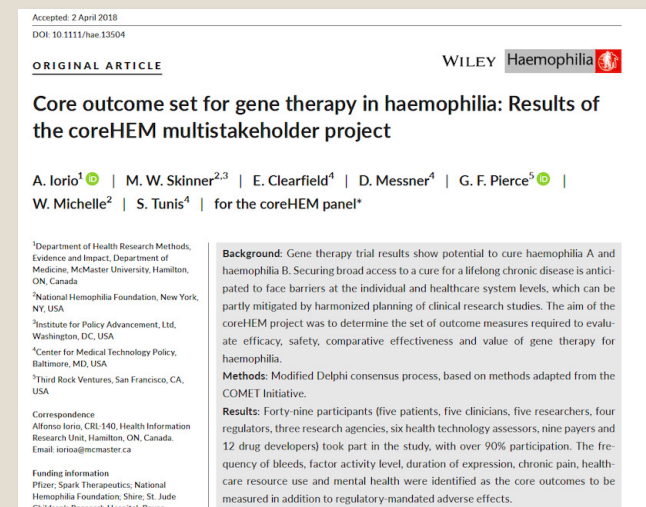 Accepted: 2 April 2018
DOI: 10.1111/hae.13504
ORIGINAL ARTICLE
WILEY Haemophilia
Core outcome set for gene therapy in haemophilia: Results of
the coreHEM multistakeholder project
A. Iorio1 iD | M. W. Skinner2,3 | E. Clearfield4 | D. Messner4 | G. F. Pierce5 iD |
W. Michelle2 | S. Tunis4 | for the coreHEM panel*
1Department of Health Research Methods,
Evidence and Impact, Department of
Medicine, McMaster University, Hamilton,
ON, Canada
2National Hemophilia Foundation, New York,
NY, USA
3Institute for Policy Advancement, Ltd,
Washington, DC, USA
4Center for Medical Technology Policy,
Baltimore, MD, USA
5Third Rock Ventures, San Francisco, CA,
USA
Correspondence
Alfonso Iorio, CRL-140, Health Information
Research Unit, Hamilton, ON, Canada.
Email: iorioa@mcmaster.ca
Funding information
Pfizer; Spark Therapeutics; National
Hemophilia Foundation; Shire; St. Jude
Background: Gene therapy trial results show potential to cure haemophilia A and
haemophilia B. Securing broad access to a cure for a lifelong chronic disease is antici-
pated to face barriers at the individual and healthcare system levels, which can be
partly mitigated by harmonized planning of clinical research studies. The aim of the
coreHEM project was to determine the set of outcome measures required to evalu-
ate efficacy, safety, comparative effectiveness and value of gene therapy for
haemophilia.
Methods: Modified Delphi consensus process, based on methods adapted from the
COMET Initiative.
Results: Forty-nine participants (five patients, five clinicians, five researchers, four
regulators, three research agencies, six health technology assessors, nine payers and
12 drug developers) took part in the study, with over 90% participation. The fre-
quency of bleeds, factor activity level, duration of expression, chronic pain, health-
care resource use and mental health were identified as the core outcomes to be
measured in addition to regulatory-mandated adverse effects.